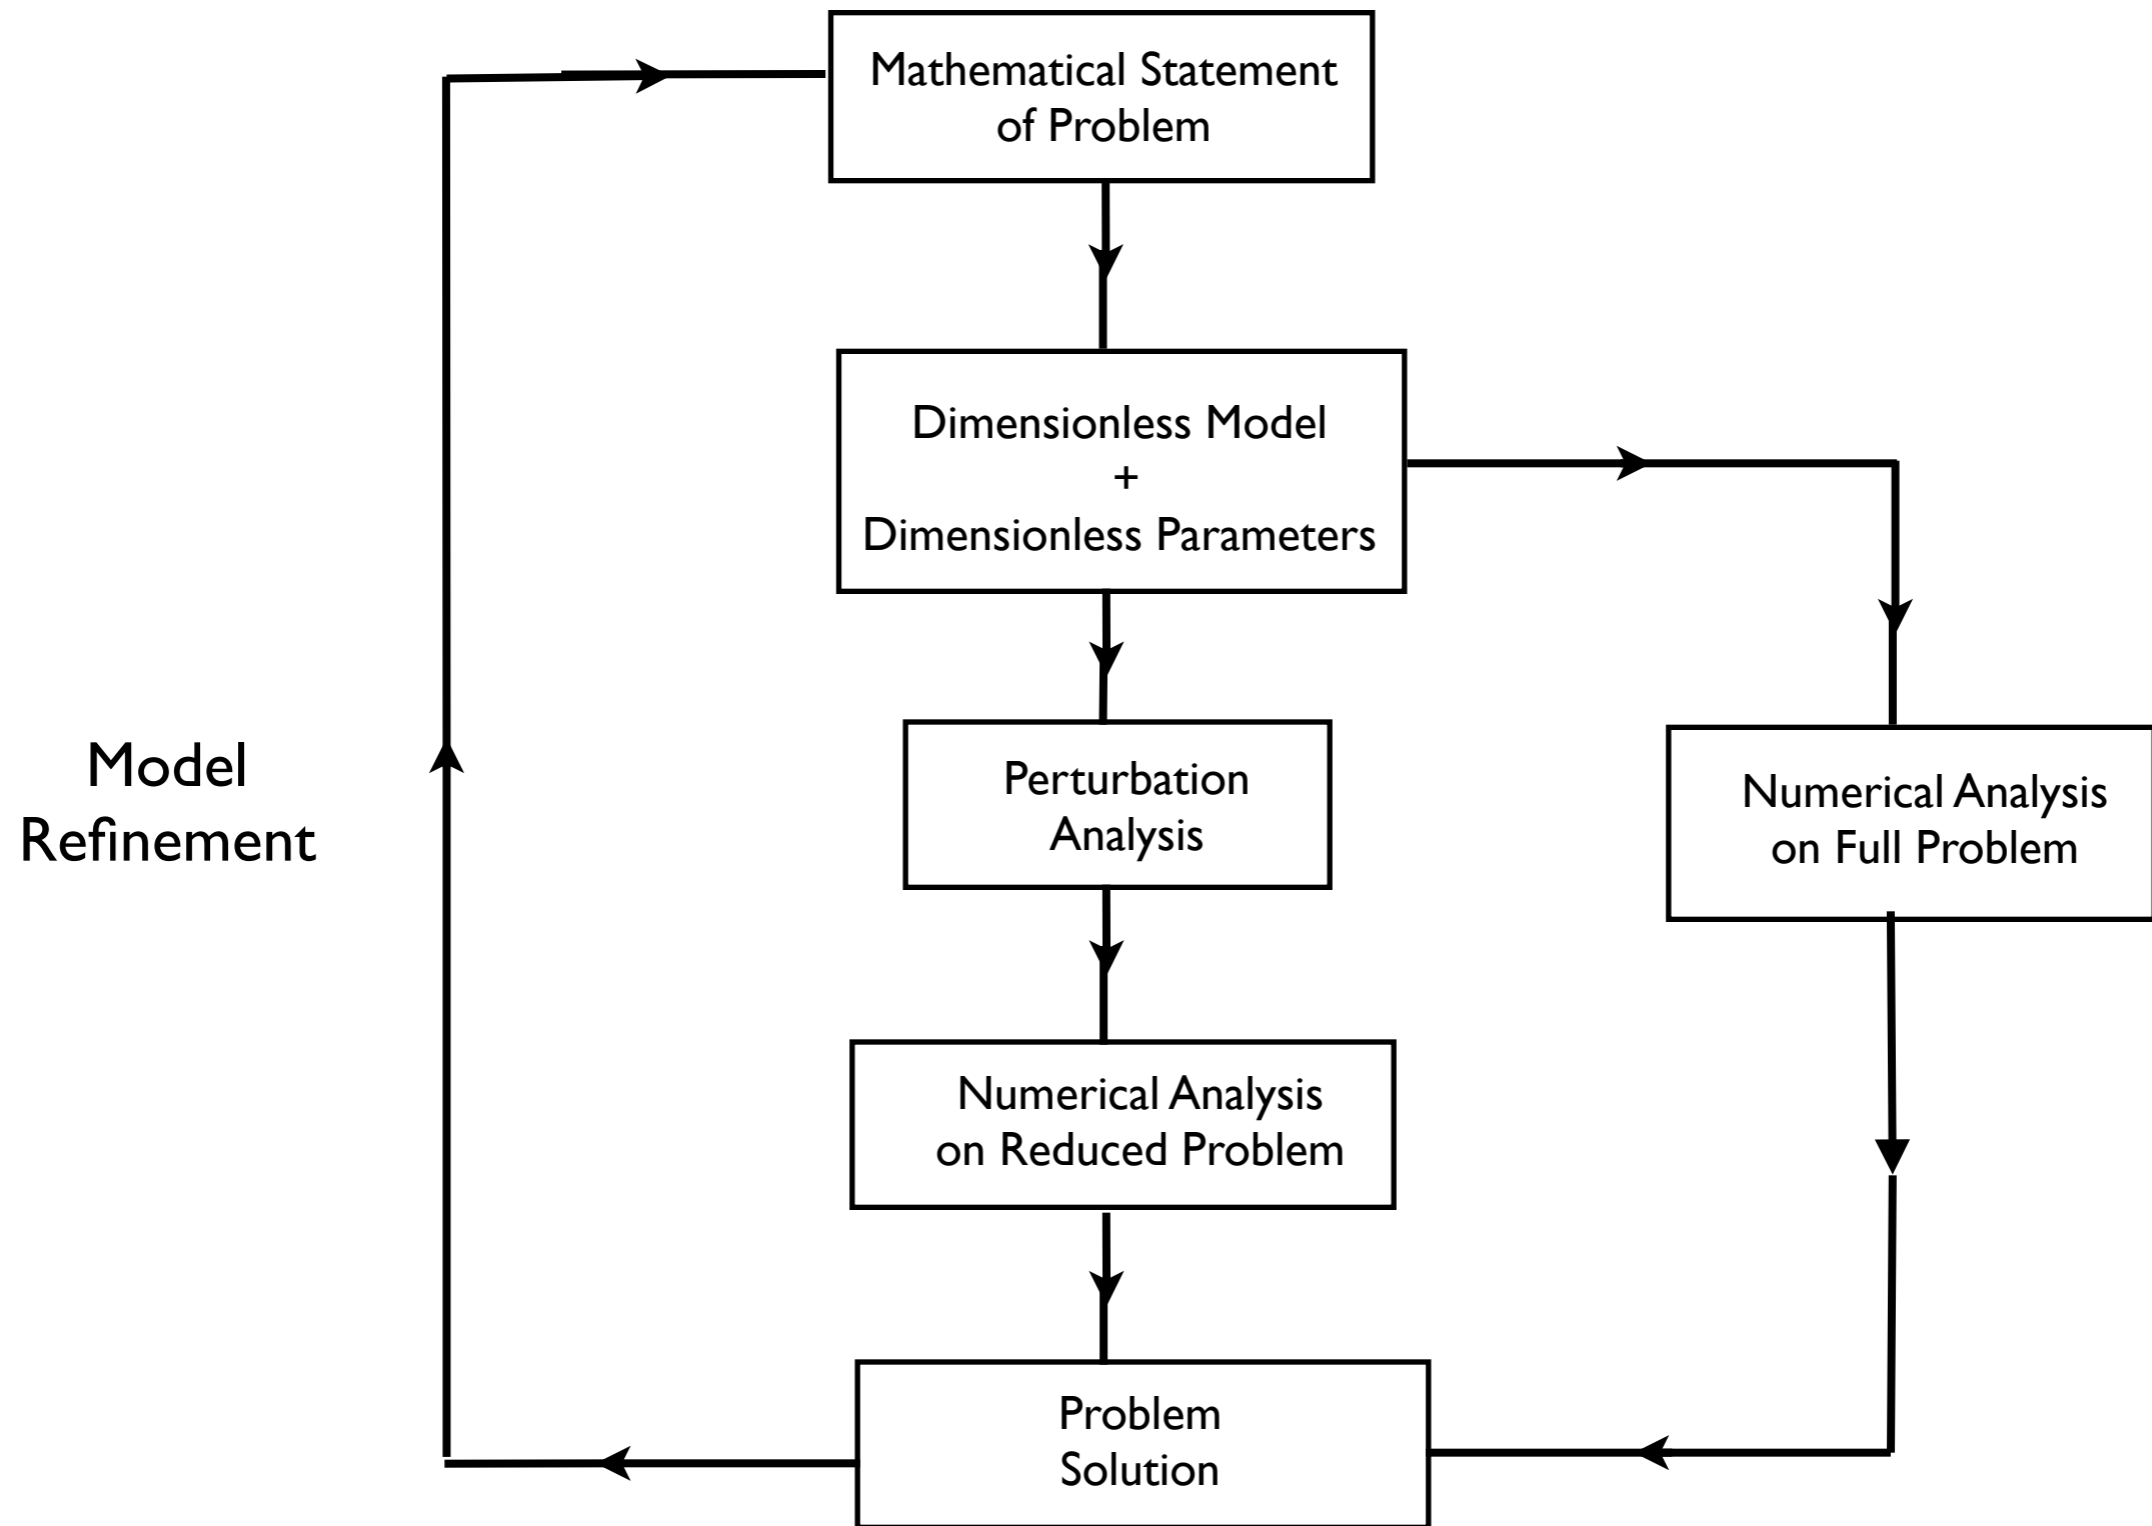 Mathematical Statement
of Problem
Dimensionless Model
+
Dimensionless Parameters
Model
Refinement
Perturbation
Analysis
Numerical Analysis
on Full Problem
Numerical Analysis
on Reduced Problem
Problem
Solution